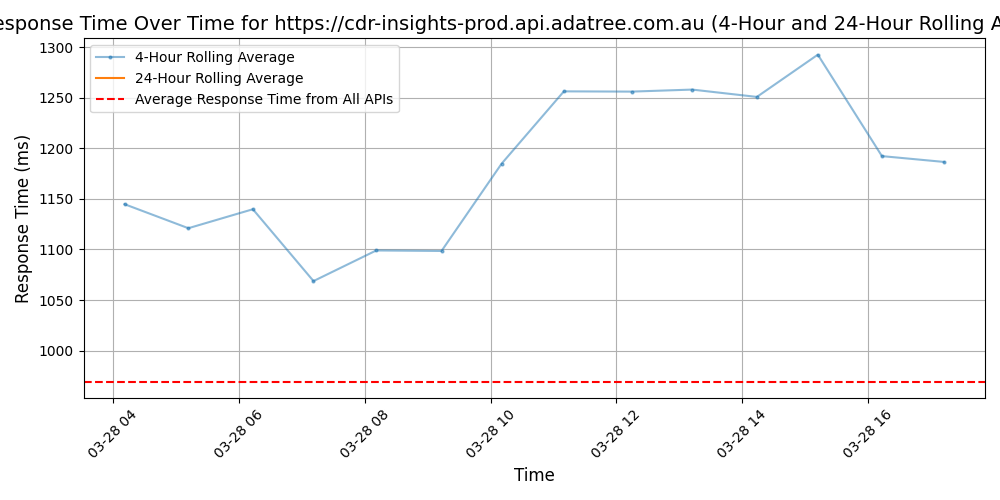 esponse Time Over Time for https://cdr-insights-prod.api.adatree.com.au (4-Hour and 24-Hour Rolling A
4-Hour Rolling Average
24-Hour Rolling Average
Average Response Time from All APIs
Response Time (ms)
1300
1250
1200
1150
1100
1050
1000
03-28 04
03-28 06
03-28 08
03-28 10
03-28 12
03-28 14
03-28 16
Time